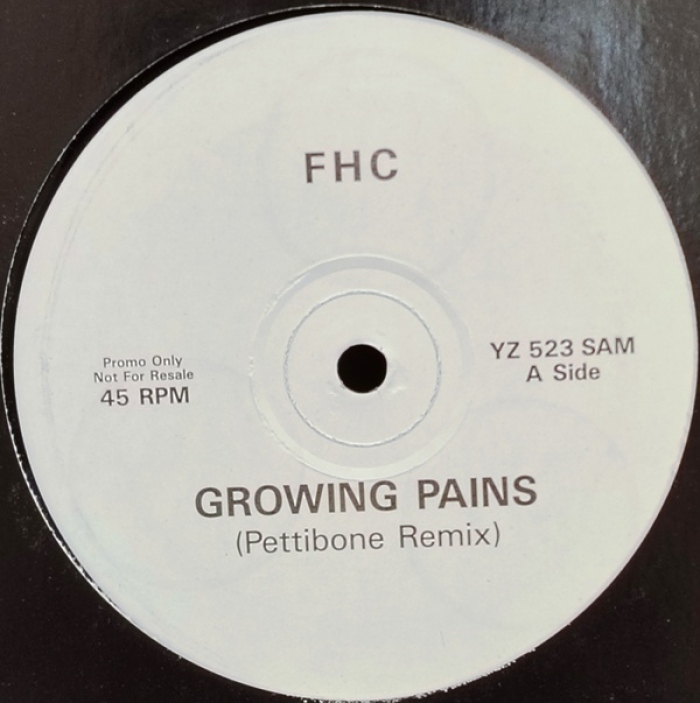 FHC
Promo Only
Not For Resale
45 RPM
YZ 523 SAM
A Side
GROWING PAINS
(Pettibone Remix)